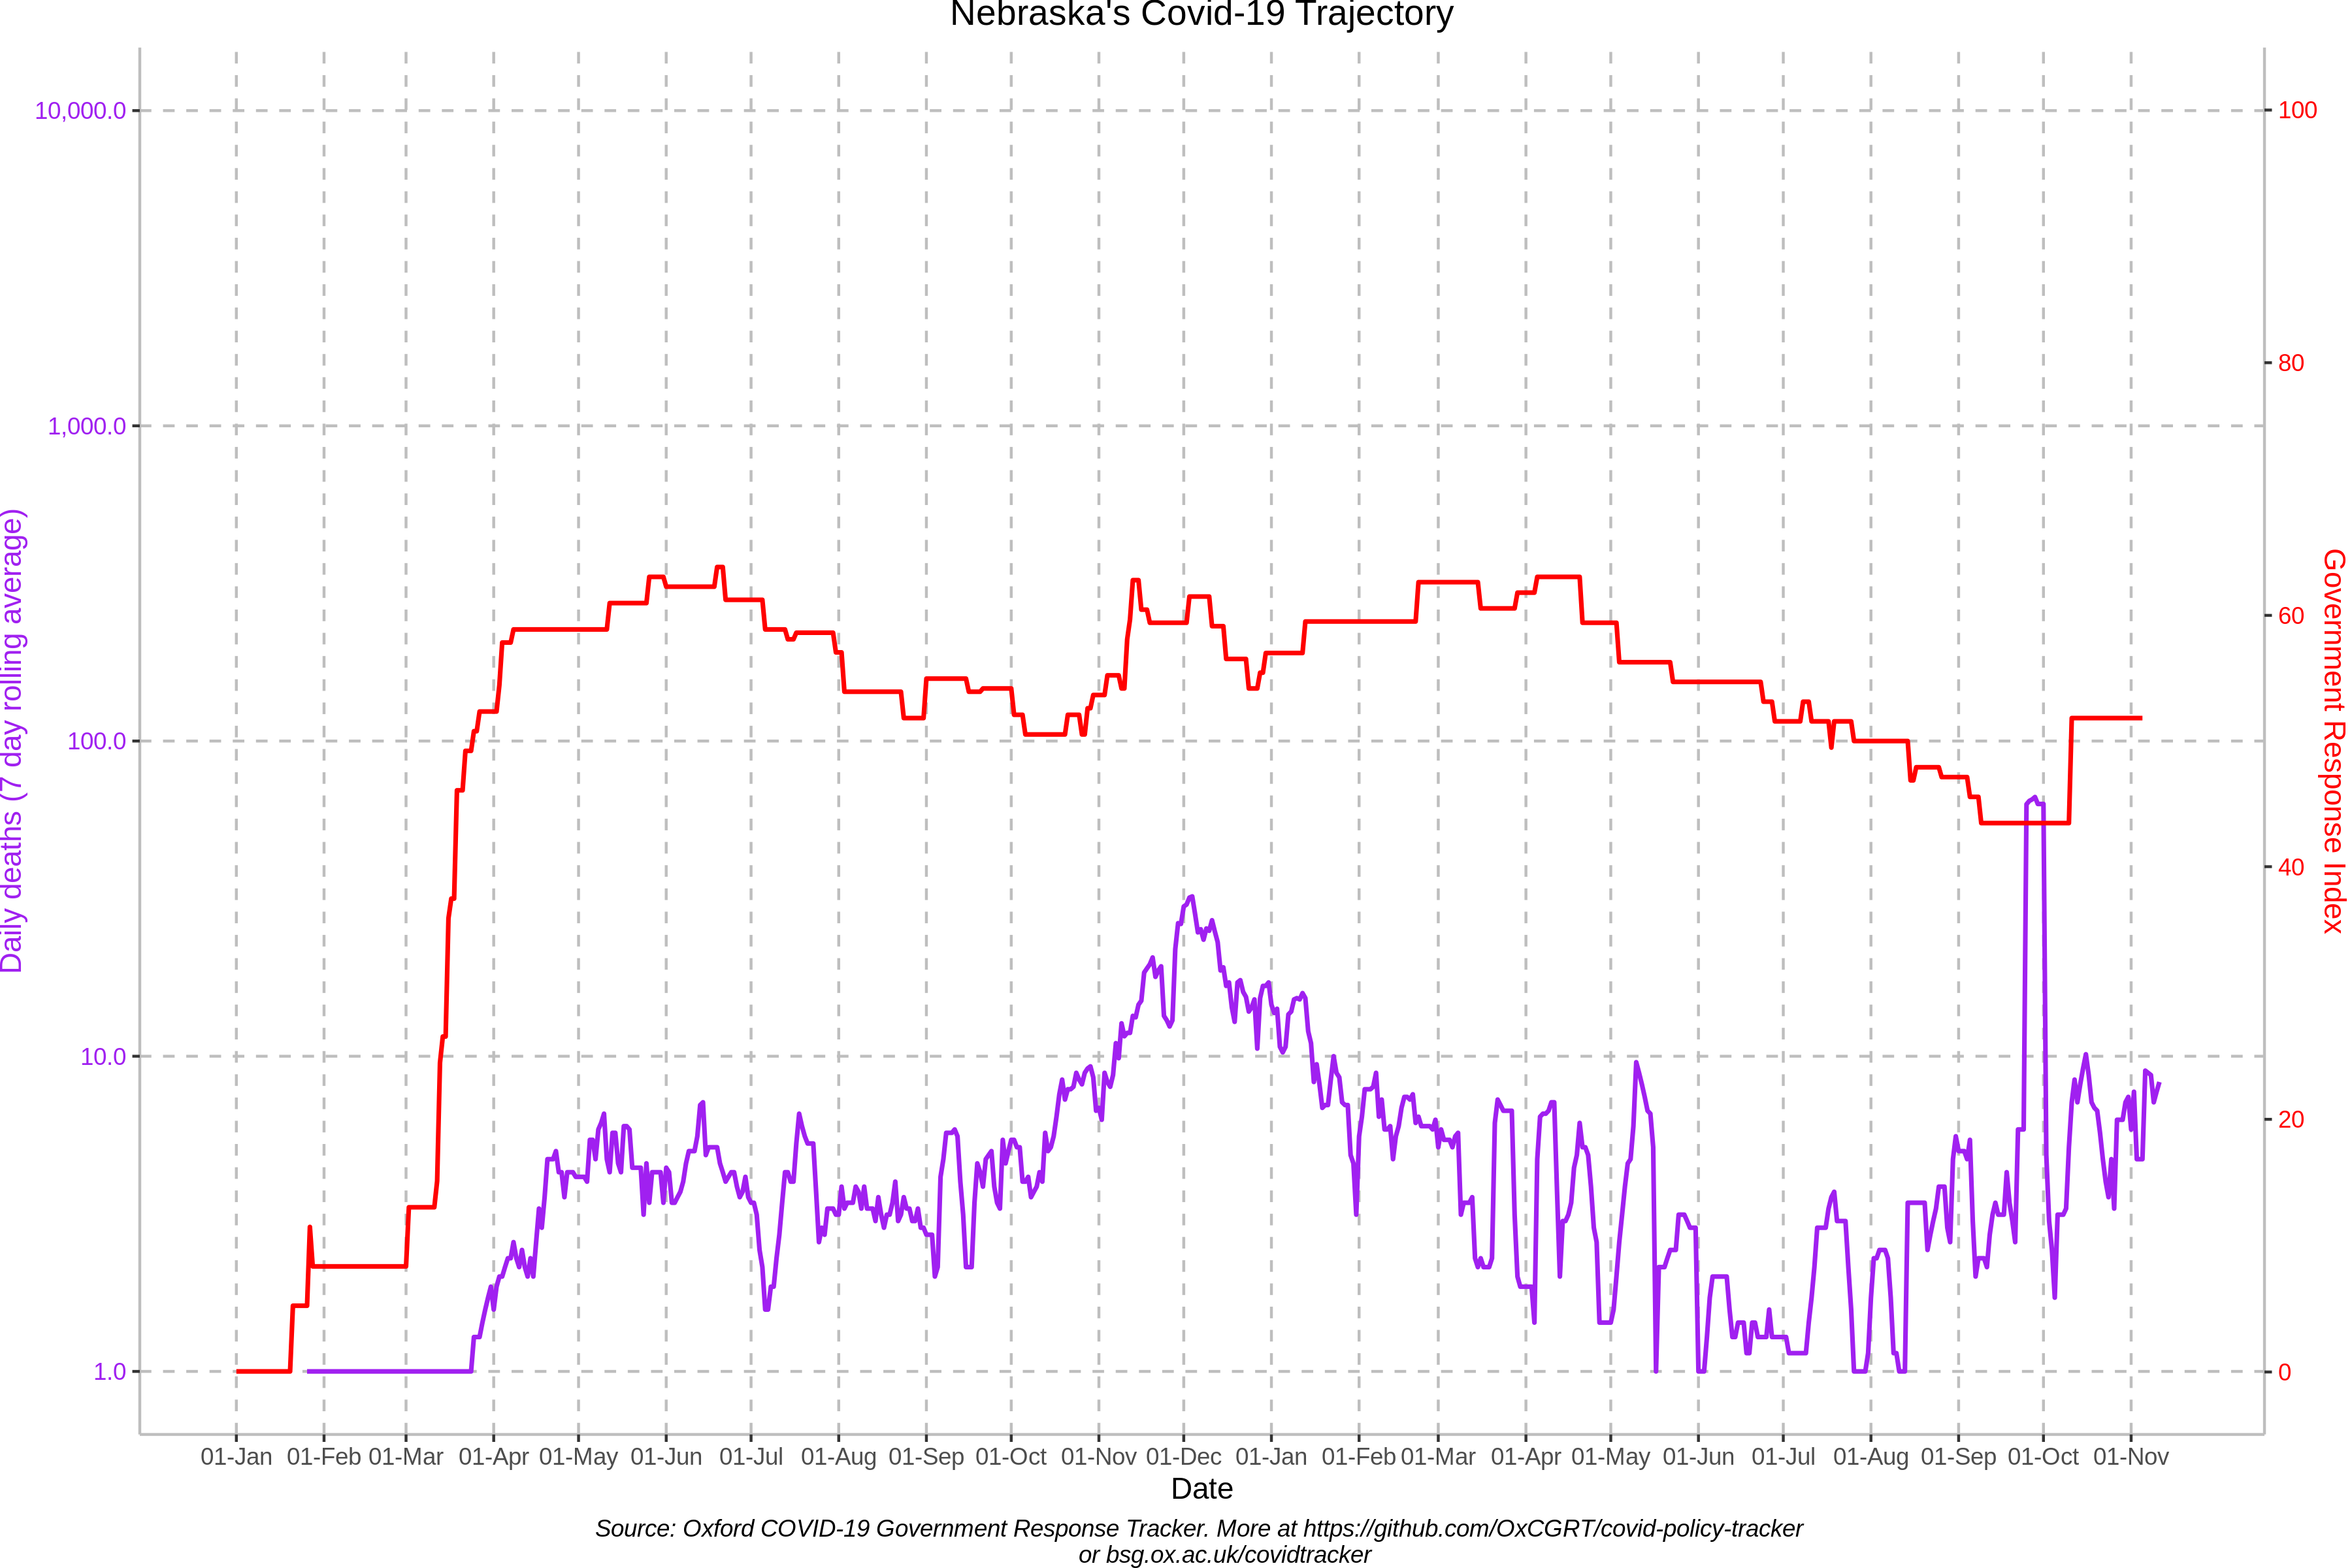 Nebraska's Covid-19 Trajectory
10,000.0
1,000.0
100.0
10.0
1.0
Daily deaths (7 day rolling average)
100
80
60
40
20
0
Government Response Index
01-Jan 01-Feb 01-Mar 01-Apr 01-May 01-Jun 01-Jul 01-Aug 01-Sep 01-Oct 01-Nov 01-Dec 01-Jan 01-Feb 01-Mar 01-Apr 01-May 01-Jun 01-Jul 01-Aug 01-Sep 01-Oct 01-Nov
Date
Source: Oxford COVID-19 Government Response Tracker. More at https://github.com/OxCGRT/covid-policy-tracker
or bsg.ox.ac.uk/covidtracker